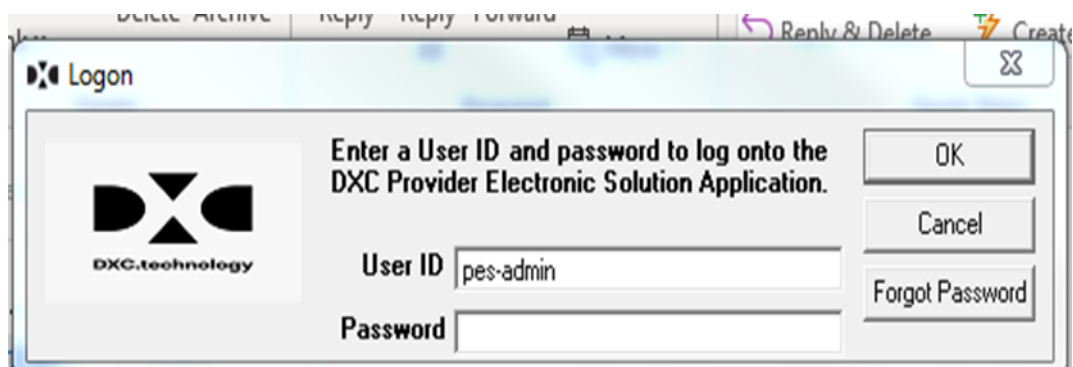 Delete Archive Reply Reply Forward
Reply & Delete Create
Logon
Enter a User ID and password to log onto the
DXC Provider Electronic Solution Application.
OK
Cancel
DXC.technology
User ID pes-admin
Forgot Password
Password